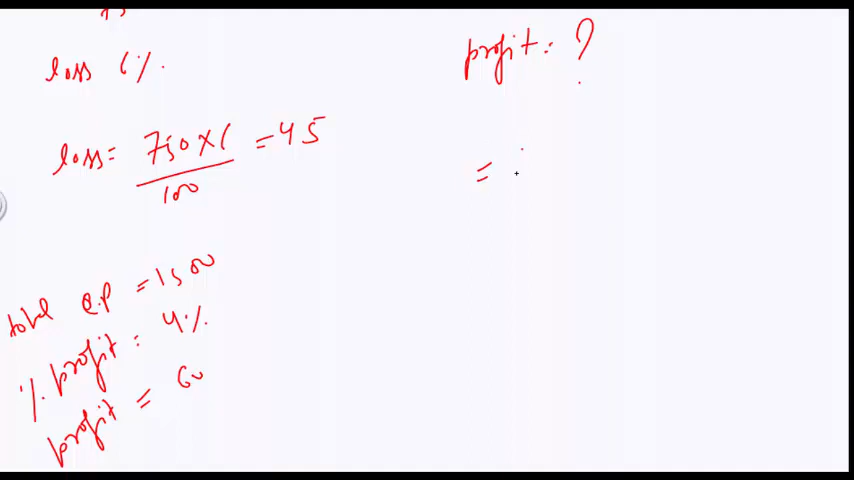 loss 6%.
loss = 750 x 6 = 45
100
total C.P = 1500
% profit = 4%.
profit = 60
profit = ?
=